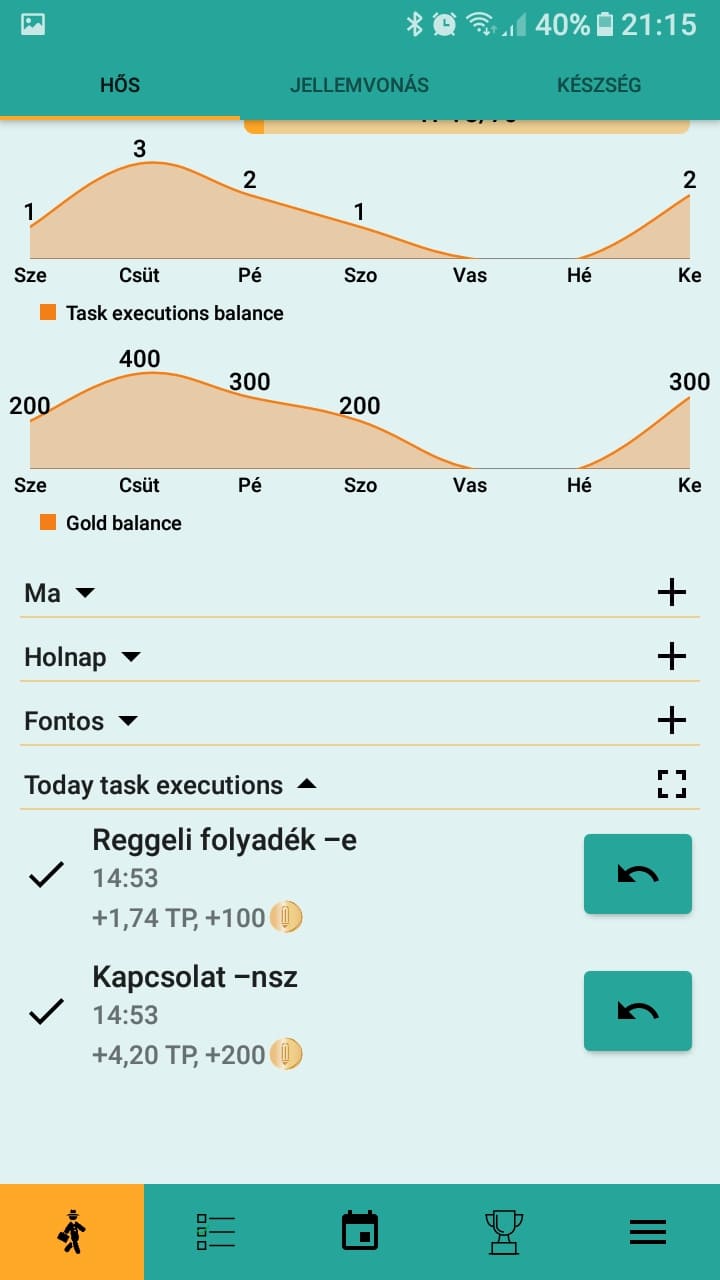 40% 21:15
HŐS JELLEMVONÁS KÉSZSÉG
3
2 2
1 1
Sze Csüt Pé Szo Vas Hé Ke
Task executions balance
400
300 300
200 200
Sze Csüt Pé Szo Vas Hé Ke
Gold balance
Ma
Holnap
Fontos
Today task executions
Reggeli folyadék –e
14:53
+1,74 TP, +100
Kapcsolat –nsz
14:53
+4,20 TP, +200